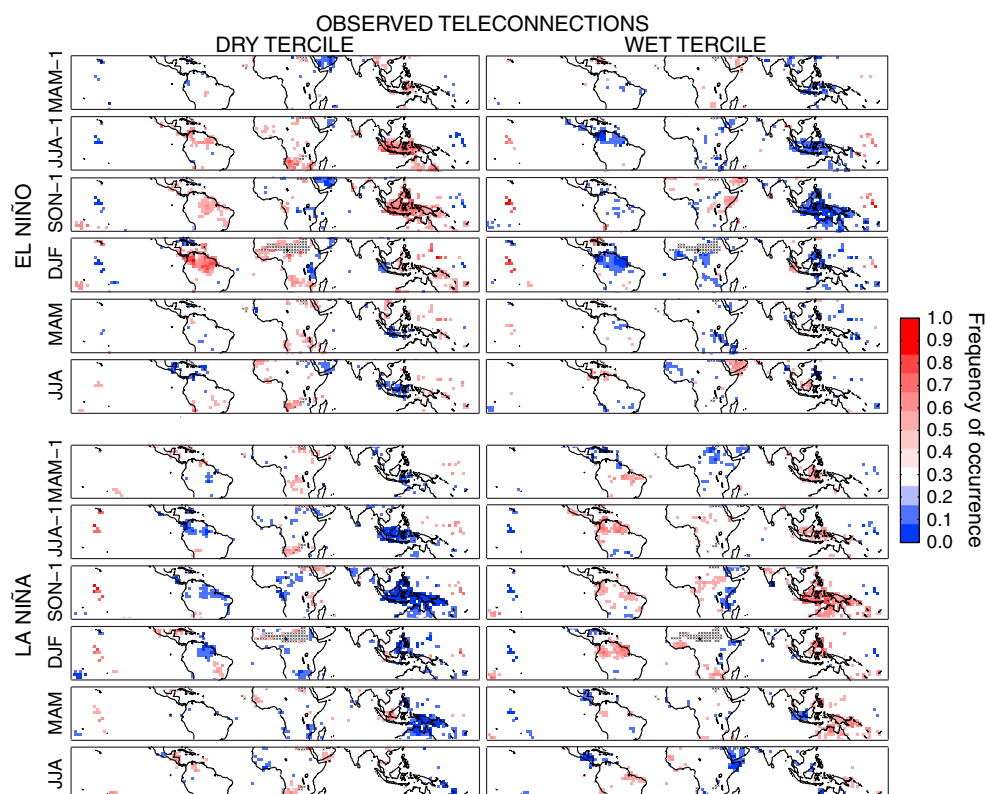 OBSERVED TELECONNECTIONS
DRY TERCILE
WET TERCILE
EL NIÑO
MAM-1
JJA-1
SON-1
DJF
MAM
JJA
LA NIÑA
MAM-1
JJA-1
SON-1
DJF
MAM
JJA
1.0
0.9
0.8
0.7
0.6
0.5
0.4
0.3
0.2
0.1
0.0
Frequency of occurrence